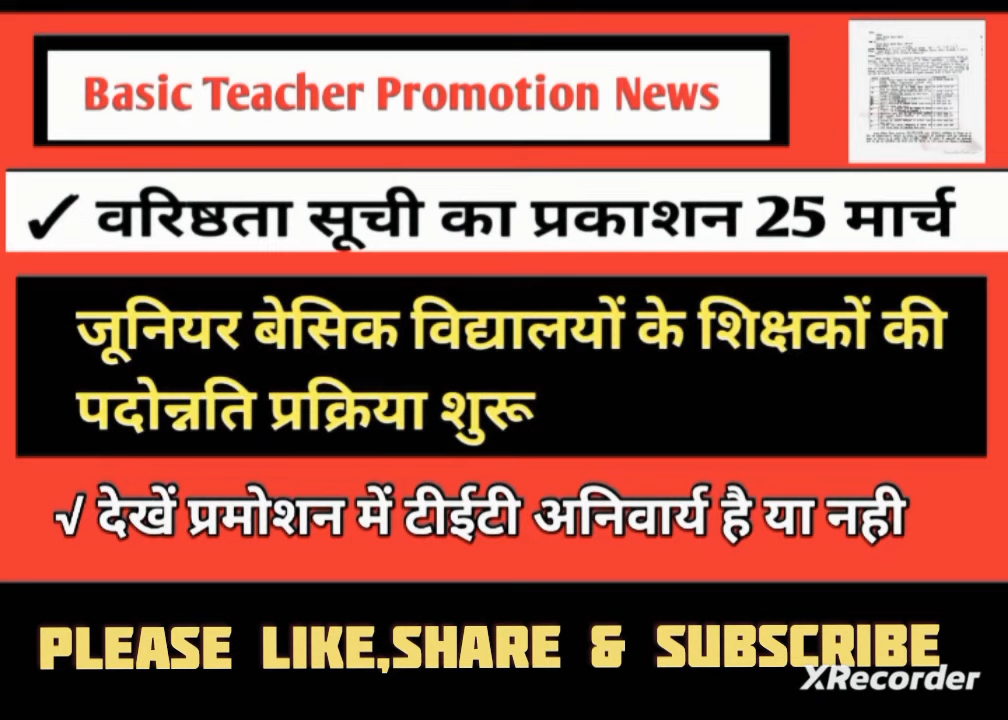 Basic Teacher Promotion News
✓ वरिष्ठता सूची का प्रकाशन 25 मार्च
जूनियर बेसिक विद्यालयों के शिक्षकों की
पदोन्नति प्रक्रिया शुरू
√ देखें प्रमोशन में टीईटी अनिवार्य है या नही
PLEASE LIKE,SHARE & SUBSCRIBE
XRecorder